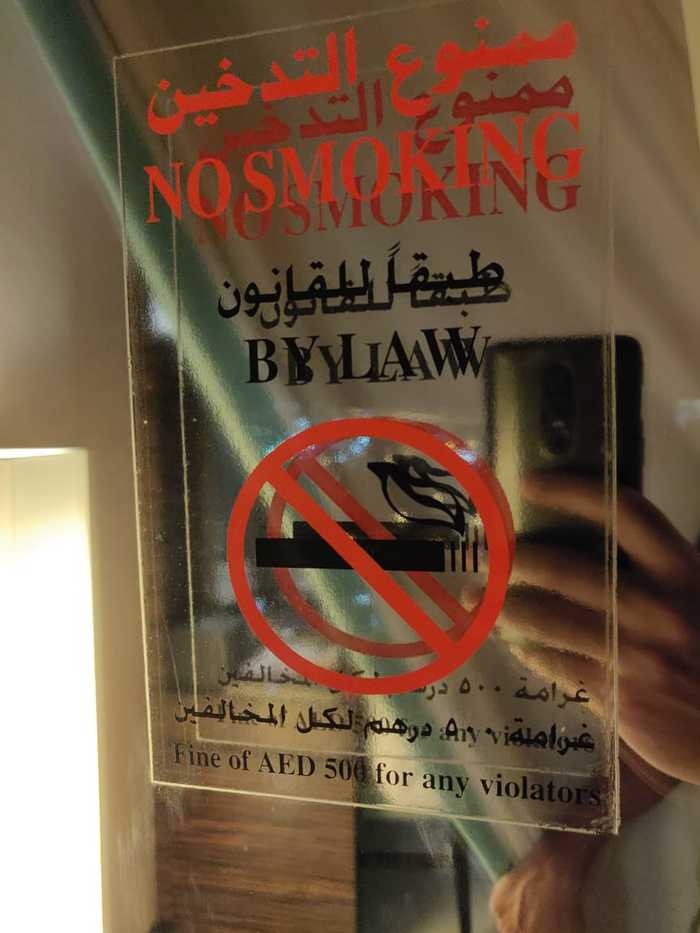 ممنوع التدخين
NO SMOKING
طبقاً للقانون
BY LAW
غرامة ٥٠٠ درهم لكل المخالفين
Fine of AED 500 for any violators